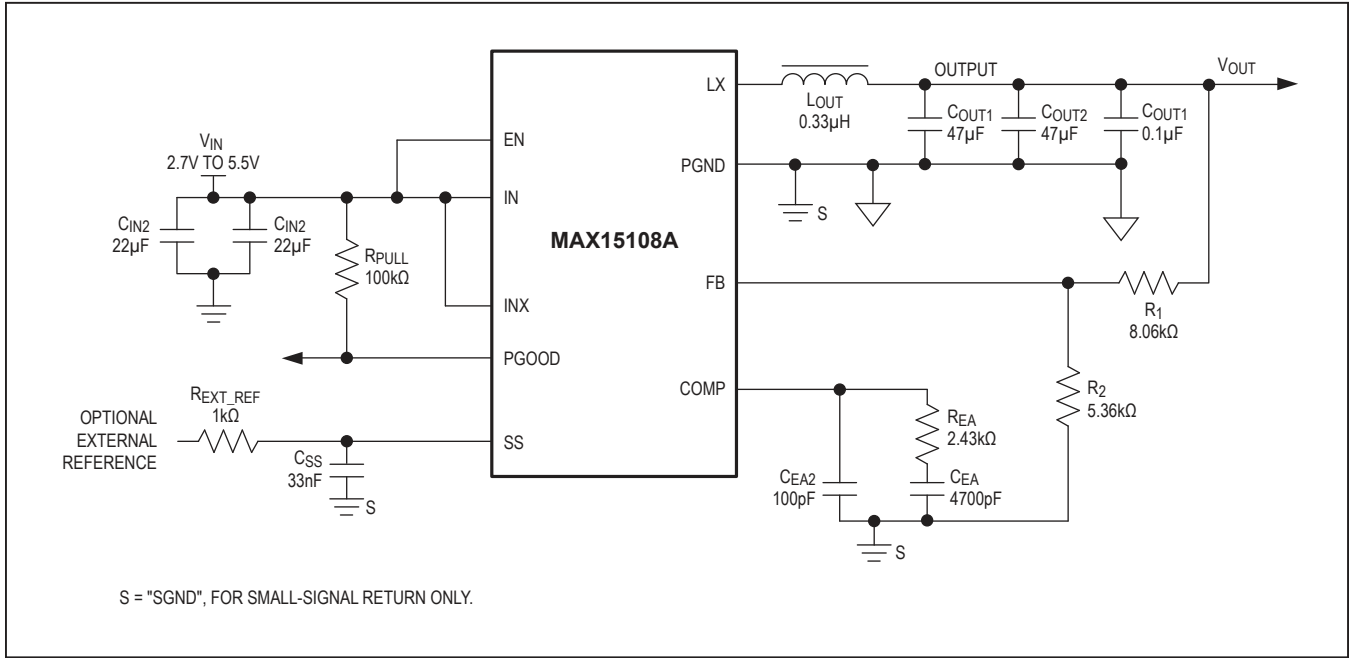 MAX15108A
EN
IN
INX
PGOOD
SS
LX
PGND
FB
COMP
VIN
2.7V TO 5.5V
CIN2
22µF
CIN2
22µF
RPULL
100kΩ
REXT_REF
1kΩ
OPTIONAL
EXTERNAL
REFERENCE
CSS
33nF
S
LOUT
0.33µH
OUTPUT
VOUT
COUT1
47µF
COUT2
47µF
COUT1
0.1µF
S
R1
8.06kΩ
R2
5.36kΩ
REA
2.43kΩ
CEA2
100pF
CEA
4700pF
S
S = "SGND", FOR SMALL-SIGNAL RETURN ONLY.